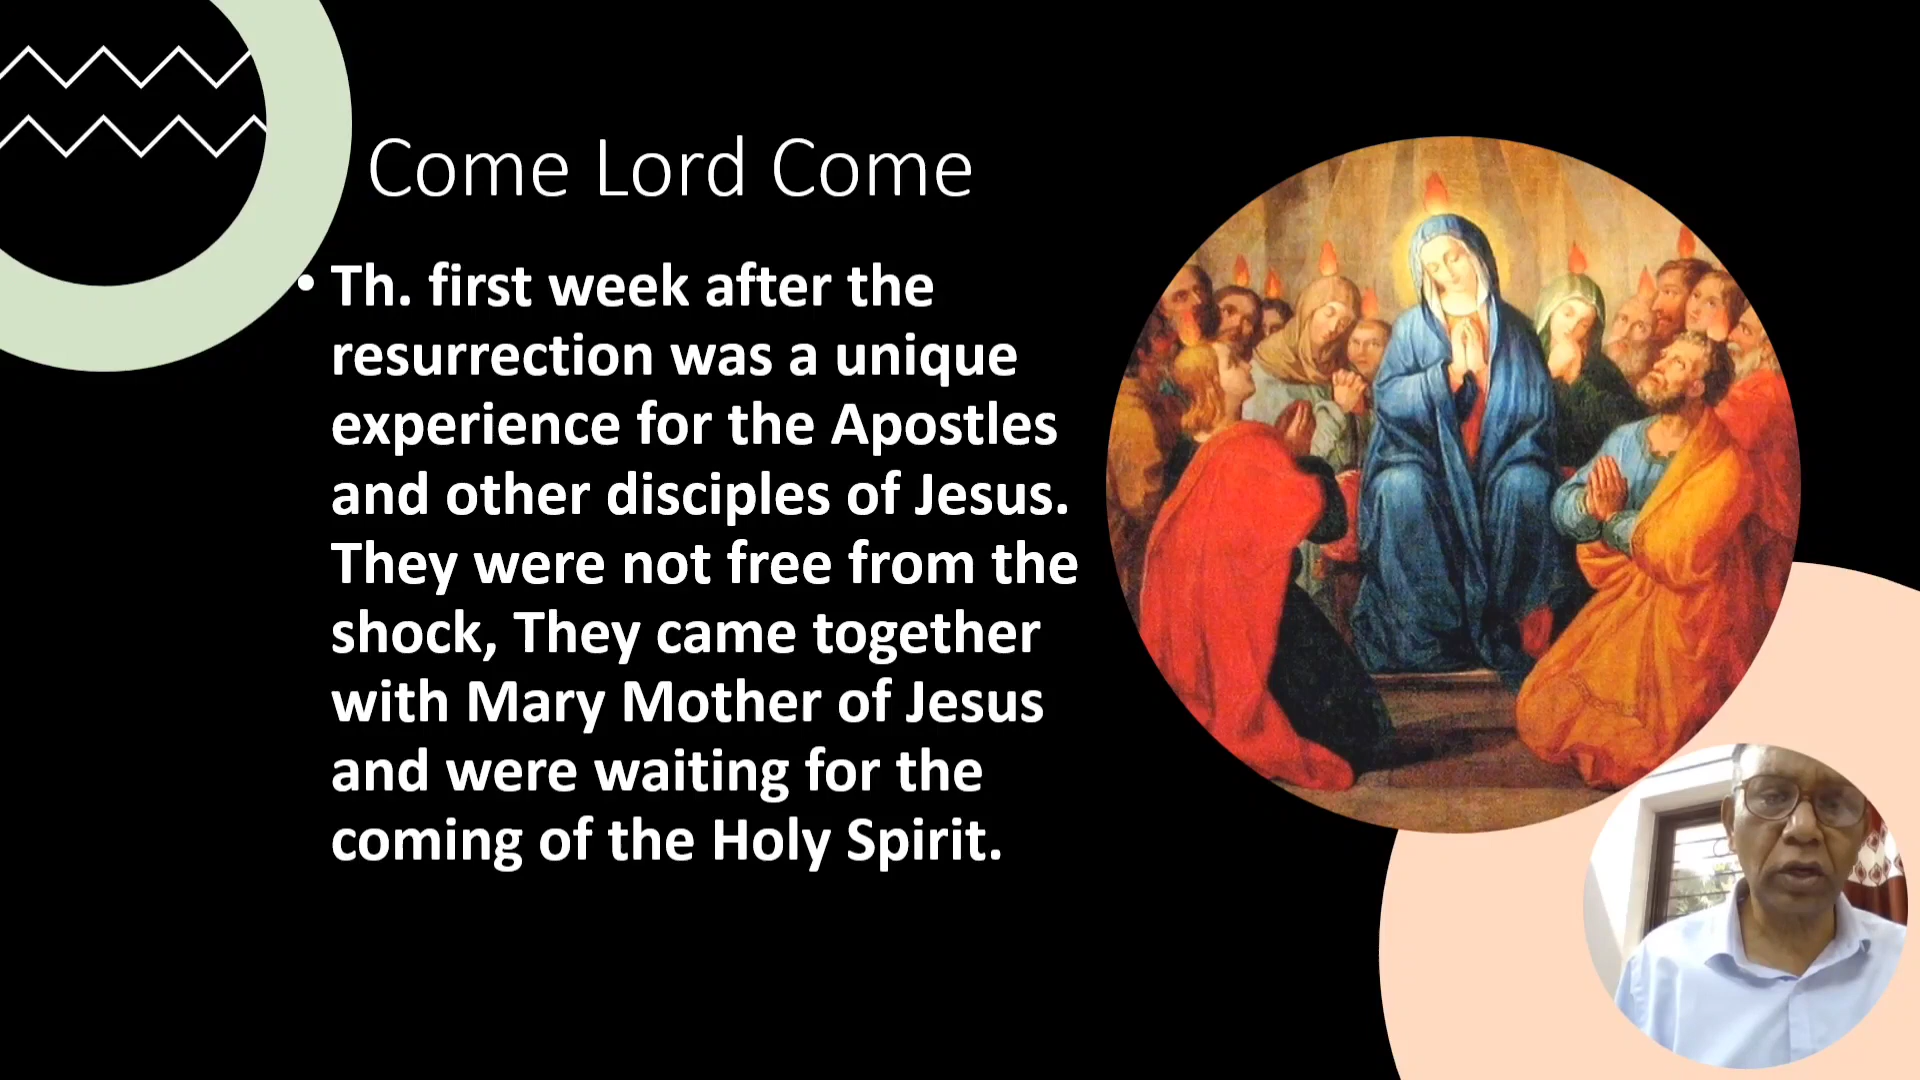 Come Lord Come
• Th. first week after the
resurrection was a unique
experience for the Apostles
and other disciples of Jesus.
They were not free from the
shock, They came together
with Mary Mother of Jesus
and were waiting for the
coming of the Holy Spirit.